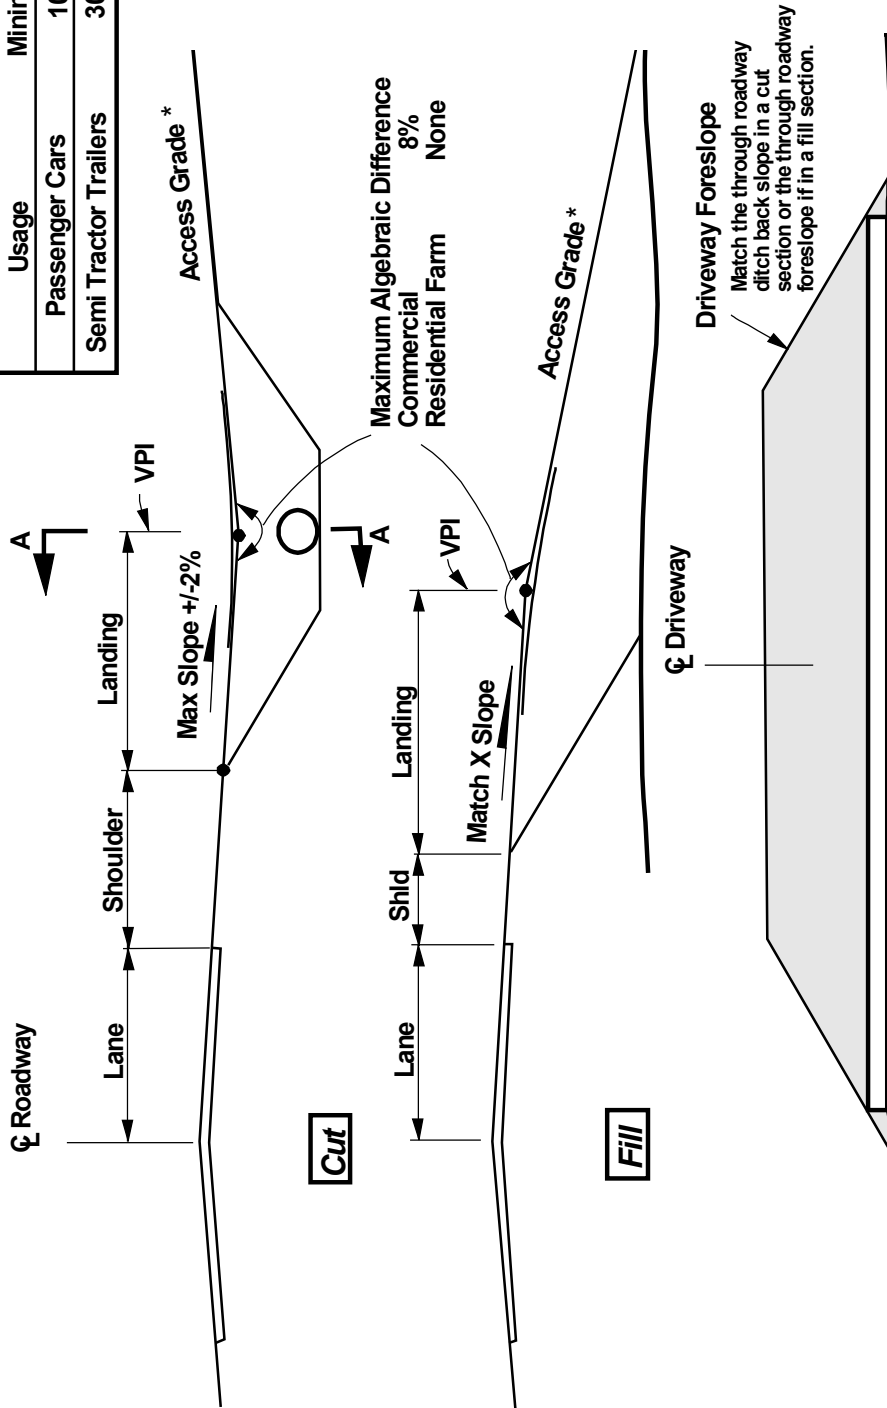 Usage
Passenger Cars
Semi Tractor Trailers
℄ Roadway
Lane
Shoulder
Landing
A
VPI
Max Slope +/-2%
Access Grade *
A
Cut
Maximum Algebraic Difference
Commercial 8%
Residential Farm None
Lane
Shld
Landing
VPI
Match X Slope
Access Grade *
Fill
℄ Driveway
Driveway Foreslope
Match the through roadway
ditch back slope in a cut
section or the through roadway
foreslope if in a fill section.